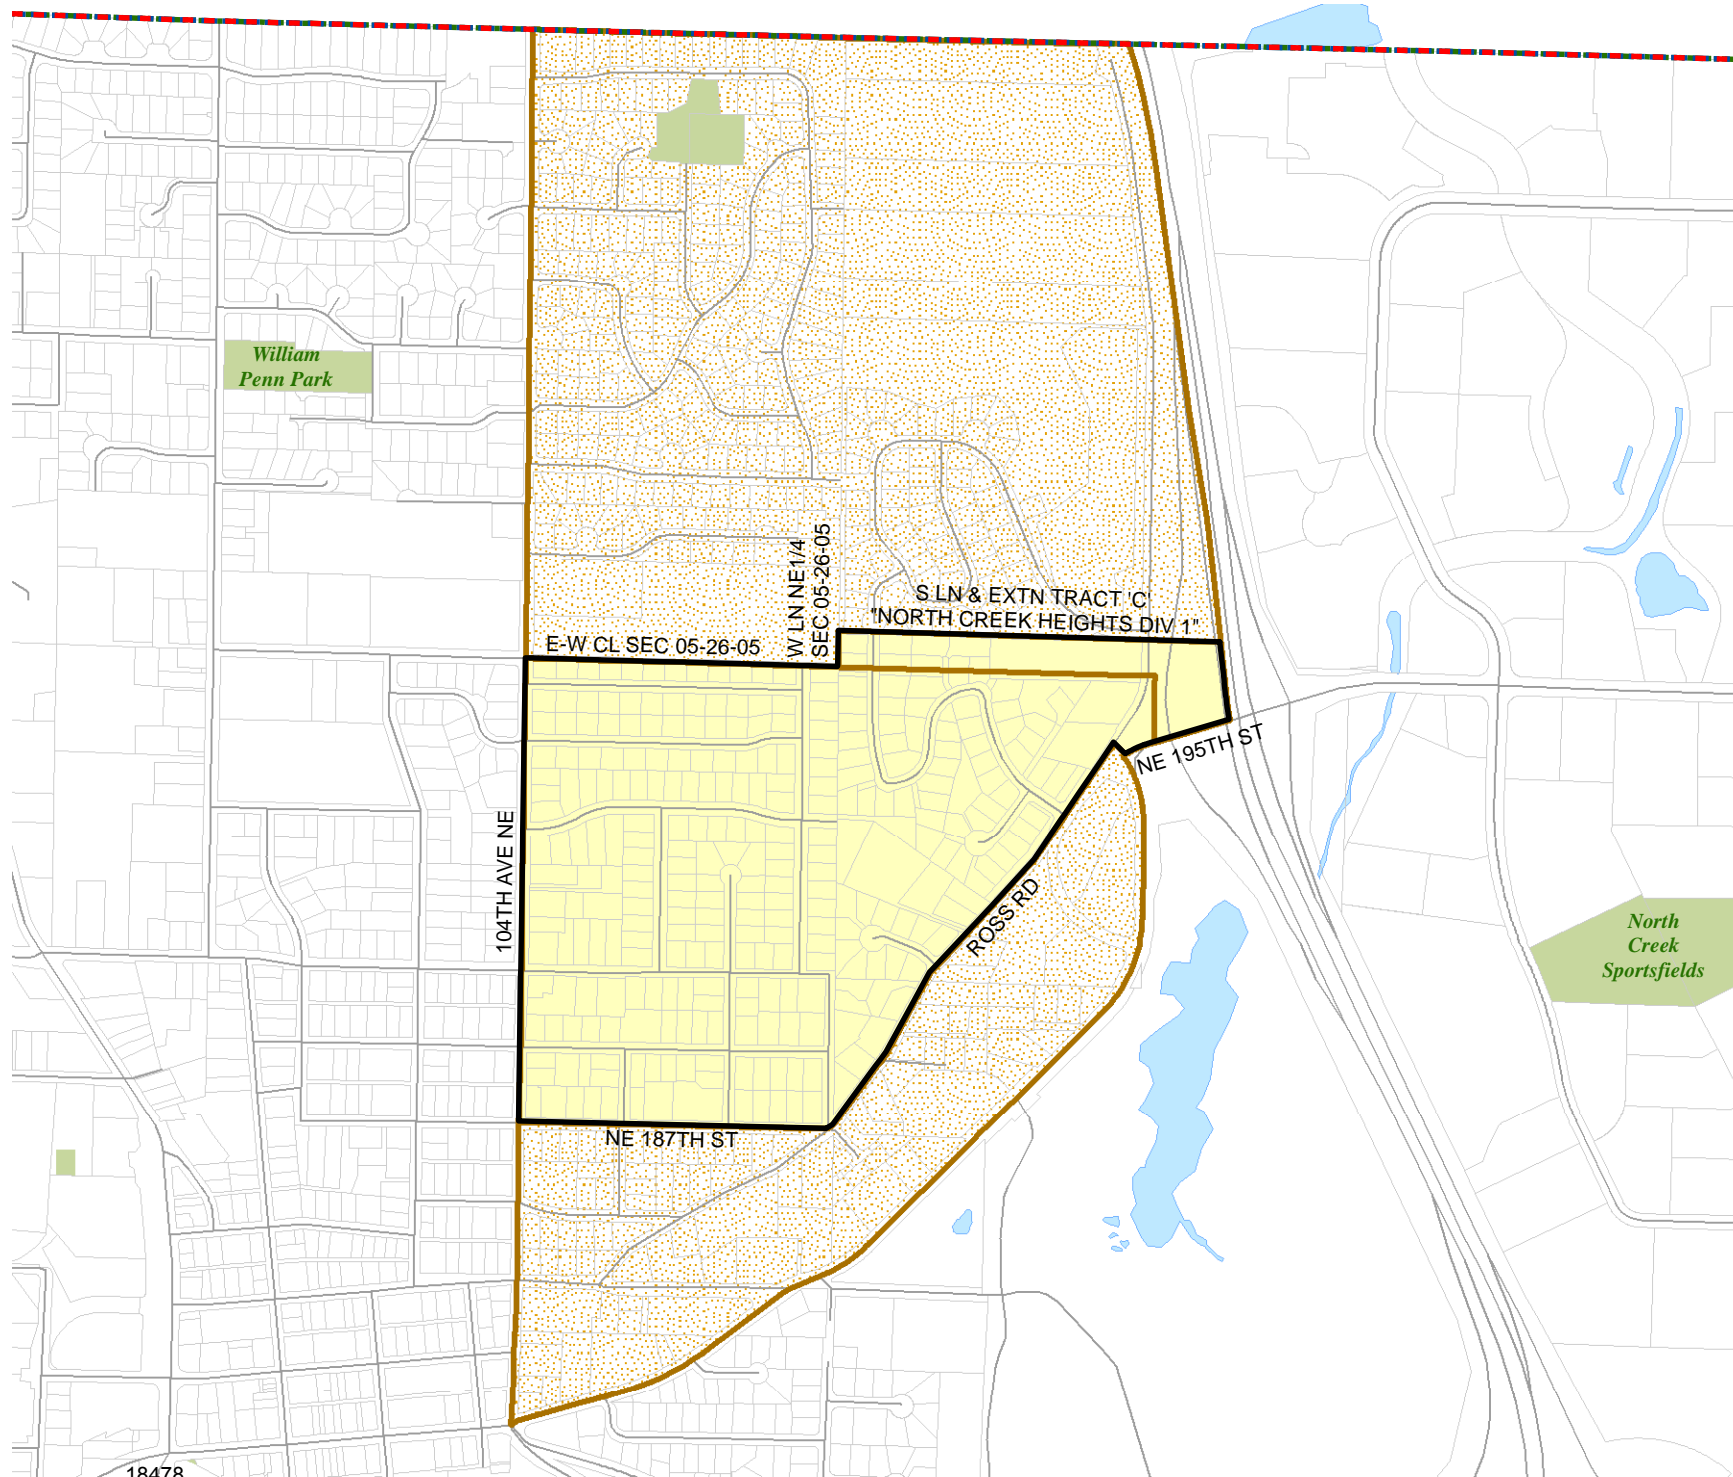 William
Penn Park
W LN NE1/4
SEC 05-26-05
S LN & EXTN TRACT 'C'
"NORTH CREEK HEIGHTS DIV 1"
E-W CL SEC 05-26-05
NE 195TH ST
104TH AVE NE
ROSS RD
North
Creek
Sportsfields
NE 187TH ST
18478